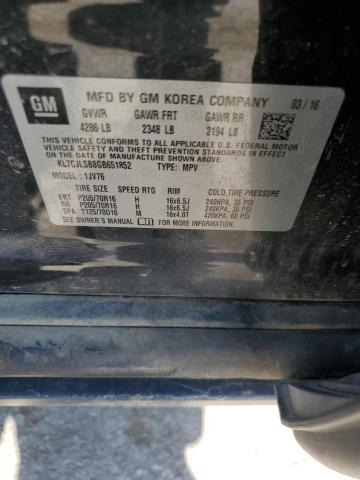 GM
MFD BY GM KOREA COMPANY 03/16
GVWR GAWR FRT GAWR RR
4286 LB 2348 LB 2194 LB
THIS VEHICLE CONFORMS TO ALL APPLICABLE U.S. FEDERAL MOTOR
VEHICLE SAFETY, BUMPER, AND THEFT PREVENTION STANDARDS IN EFFECT
ON THE DATE OF MANUFACTURE SHOWN ABOVE.
KL7CJLSB8GB651852 TYPE: MPV
MODEL: 1JV76
TIRE SIZE SPEED RTG RIM COLD TIRE PRESSURE
FRT P205/70R16 H 16x6.5J 240KPA, 35 PSI
RR P205/70R16 H 16x6.5J 240KPA, 35 PSI
SPA T125/70D16 M 16x4.0T 420KPA, 60 PSI
SEE OWNER'S MANUAL FOR MORE INFORMATION.